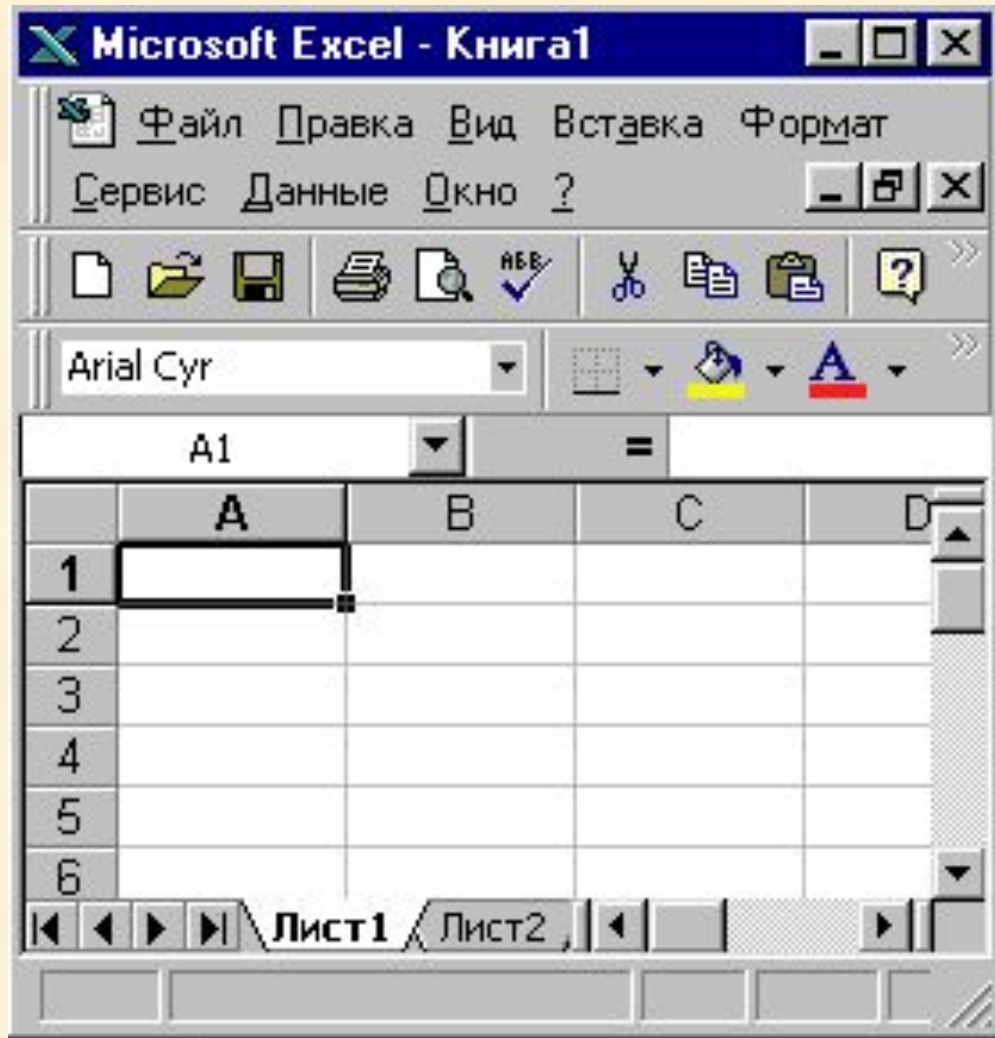 Microsoft Excel - Книга1
Файл Правка Вид Вставка Формат
Сервис Данные Окно ?
АБВ ?
Arial Cyr A
A1 =
A B C D
1
2
3
4
5
6
Лист1 Лист2